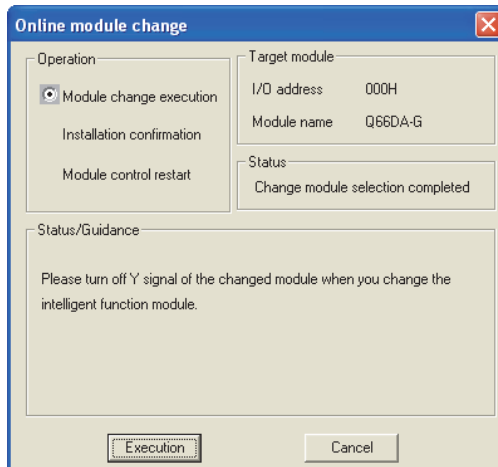 Online module change
Operation
Module change execution
Installation confirmation
Module control restart
Target module
I/O address 000H
Module name Q66DA-G
Status
Change module selection completed
Status/Guidance
Please turn off Y signal of the changed module when you change the
intelligent function module.
Execution
Cancel